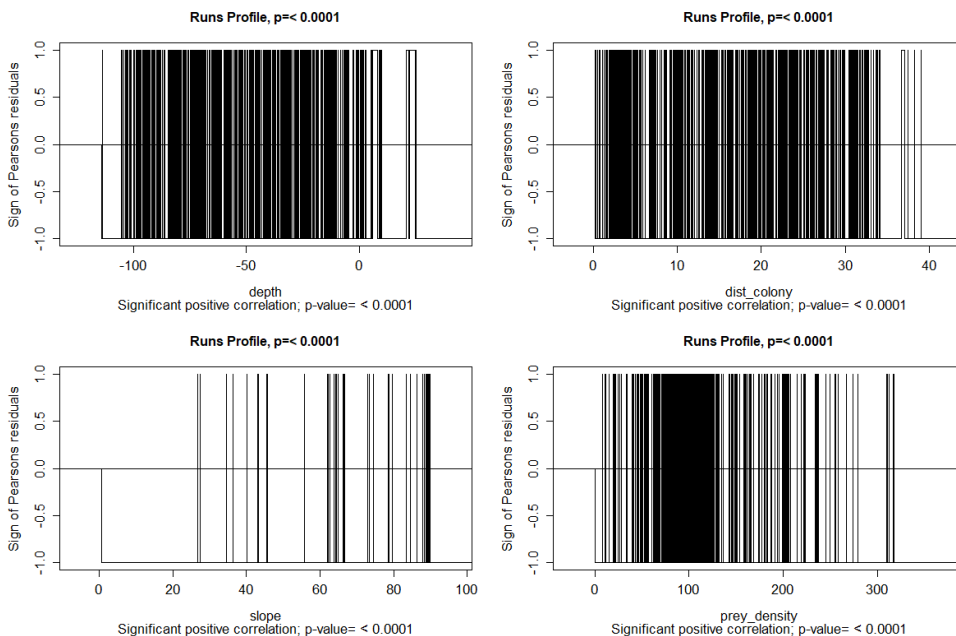 Runs Profile, p=< 0.0001
Sign of Pearsons residuals
1.0
0.5
0.0
-0.5
-1.0
-100 -50 0
depth
Significant positive correlation; p-value= < 0.0001
Runs Profile, p=< 0.0001
Sign of Pearsons residuals
1.0
0.5
0.0
-0.5
-1.0
0 10 20 30 40
dist_colony
Significant positive correlation; p-value= < 0.0001
Runs Profile, p=< 0.0001
Sign of Pearsons residuals
1.0
0.5
0.0
-0.5
-1.0
0 20 40 60 80 100
slope
Significant positive correlation; p-value= < 0.0001
Runs Profile, p=< 0.0001
Sign of Pearsons residuals
1.0
0.5
0.0
-0.5
-1.0
0 100 200 300
prey_density
Significant positive correlation; p-value= < 0.0001